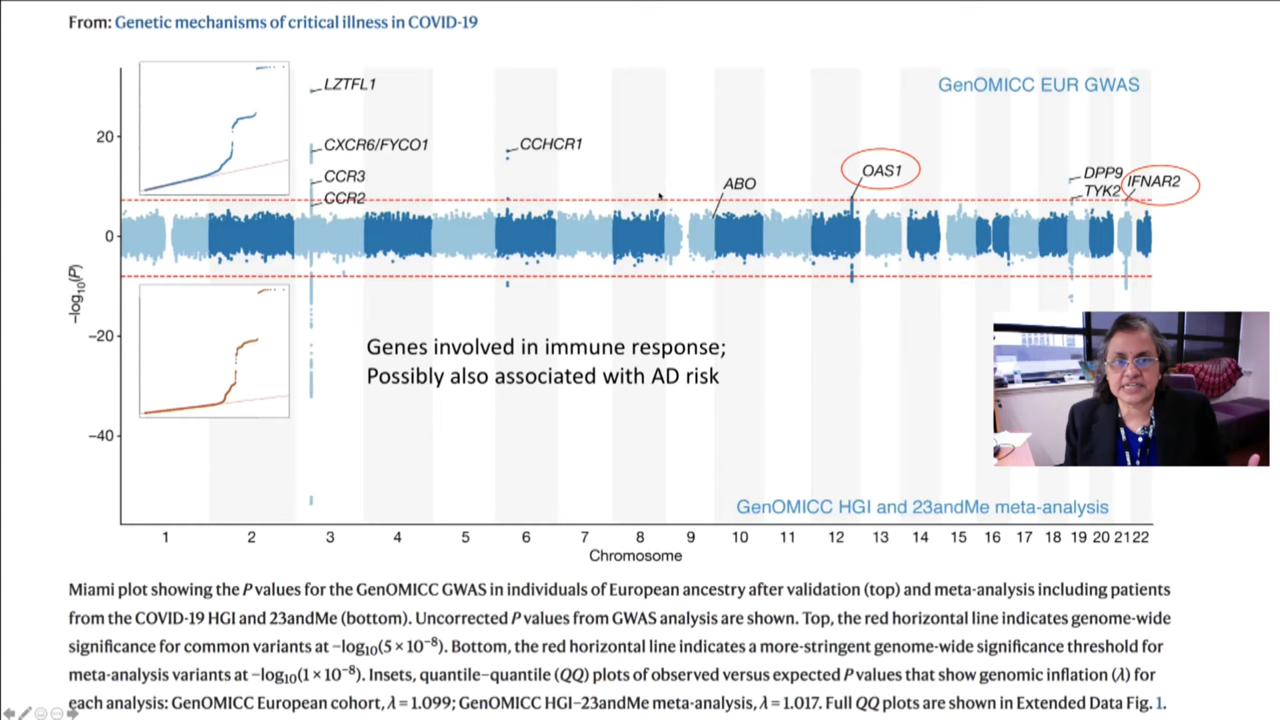 From: Genetic mechanisms of critical illness in COVID-19
GenOMICC EUR GWAS
LZTFL1
CXCR6/FYCO1
CCR3
CCR2
CCHCR1
ABO
OAS1
DPP9
TYK2
IFNAR2
20
0
−20
−40
−log10(P)
Genes involved in immune response;
Possibly also associated with AD risk
GenOMICC HGI and 23andMe meta-analysis
1 2 3 4 5 6 7 8 9 10 11 12 13 14 15 16 17 18 19 20 21 22
Chromosome
Miami plot showing the P values for the GenOMICC GWAS in individuals of European ancestry after validation (top) and meta-analysis including patients
from the COVID-19 HGI and 23andMe (bottom). Uncorrected P values from GWAS analysis are shown. Top, the red horizontal line indicates genome-wide
significance for common variants at −log10(5 × 10−8). Bottom, the red horizontal line indicates a more-stringent genome-wide significance threshold for
meta-analysis variants at −log10(1 × 10−8). Insets, quantile–quantile (QQ) plots of observed versus expected P values that show genomic inflation (λ) for
each analysis: GenOMICC European cohort, λ = 1.099; GenOMICC HGI–23andMe meta-analysis, λ = 1.017. Full QQ plots are shown in Extended Data Fig. 1.